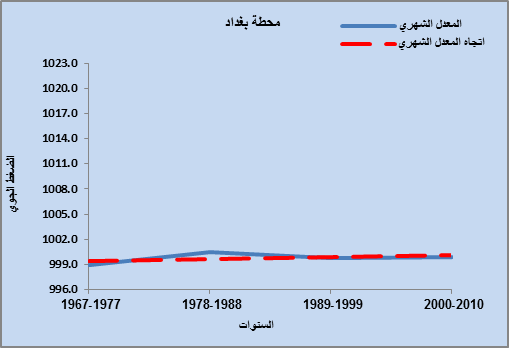 محطة بغداد
المعدل الشهري
اتجاه المعدل الشهري
1023.0
1020.0
1017.0
1014.0
1011.0
1008.0
1005.0
1002.0
999.0
996.0
الضغط الجوي
1967-1977
1978-1988
1989-1999
2000-2010
السنوات